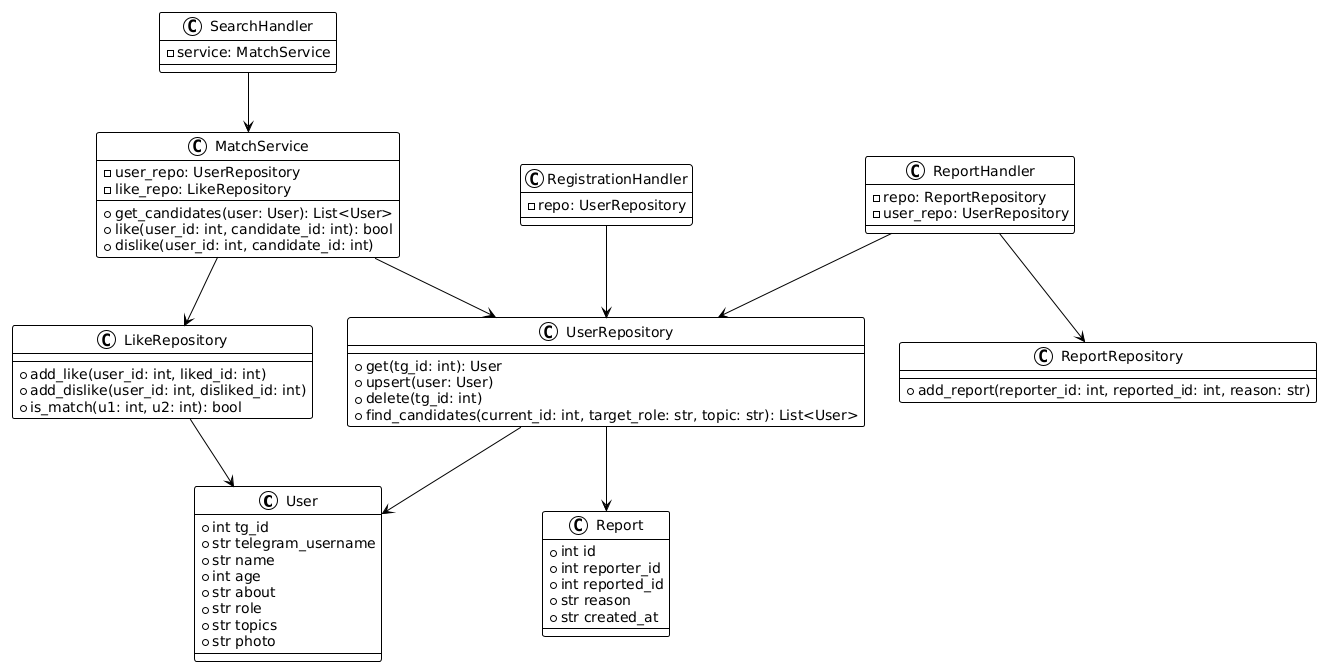 C SearchHandler
service: MatchService
C MatchService
user_repo: UserRepository
like_repo: LikeRepository
get_candidates(user: User): List<User>
like(user_id: int, candidate_id: int): bool
dislike(user_id: int, candidate_id: int)
C RegistrationHandler
repo: UserRepository
C ReportHandler
repo: ReportRepository
user_repo: UserRepository
C LikeRepository
add_like(user_id: int, liked_id: int)
add_dislike(user_id: int, disliked_id: int)
is_match(u1: int, u2: int): bool
C UserRepository
get(tg_id: int): User
upsert(user: User)
delete(tg_id: int)
find_candidates(current_id: int, target_role: str, topic: str): List<User>
C ReportRepository
add_report(reporter_id: int, reported_id: int, reason: str)
C User
int tg_id
str telegram_username
str name
int age
str about
str role
str topics
str photo
C Report
int id
int reporter_id
int reported_id
str reason
str created_at